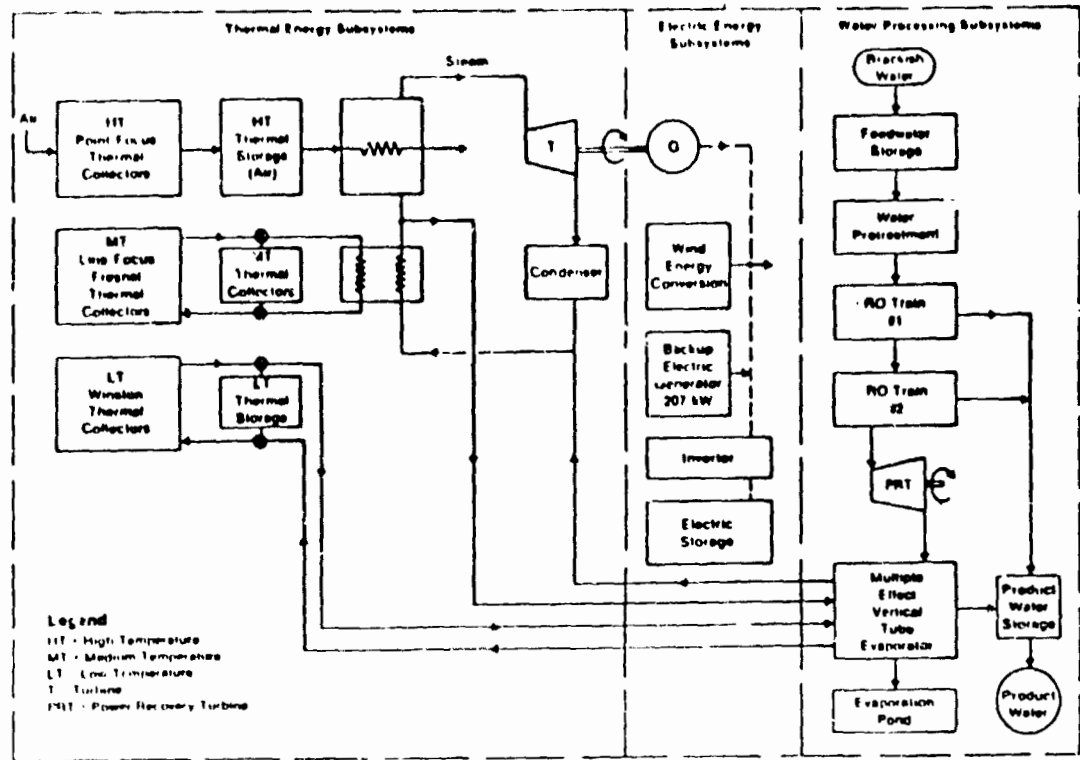 Thermal Energy Subsystems
Electric Energy
Subsystems
Water Processing Subsystems
Steam
Air
HT
Point Focus
Thermal
Collectors
HT
Thermal
Storage
(Air)
T
G
Brackish
Water
Feedwater
Storage
Water
Pretreatment
MT
Line Focus
Fresnel
Thermal
Collectors
MT
Thermal
Collectors
Condenser
Wind
Energy
Conversion
RO Train
#1
LT
Winston
Thermal
Collectors
LT
Thermal
Storage
Backup
Electric
Generator
207 kW
RO Train
#2
Inverter
PRT
Electric
Storage
Multiple
Effect
Vertical
Tube
Evaporator
Product
Water
Storage
Evaporation
Pond
Product
Water
Legend
HT - High Temperature
MT - Medium Temperature
LT - Low Temperature
T - Turbine
PRT - Power Recovery Turbine